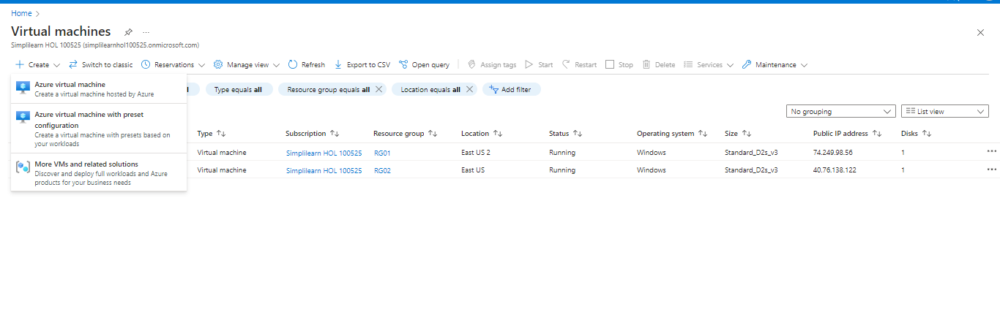 Home
Virtual machines
Simplilearn HOL 100525 (simplilearnhol100525.onmicrosoft.com)
Create Switch to classic Reservations Manage view Refresh Export to CSV Open query Assign tags Start Restart Stop Delete Services Maintenance
Azure virtual machine
Create a virtual machine hosted by Azure
Azure virtual machine with preset
configuration
Create a virtual machine with presets based on
your workloads
More VMs and related solutions
Discover and deploy full workloads and Azure
products for your business needs
Type equals all Resource group equals all Location equals all Add filter
No grouping List view
Type Subscription Resource group Location Status Operating system Size Public IP address Disks
Virtual machine Simplilearn HOL 100525 RG01 East US 2 Running Windows Standard_D2s_v3 74.249.98.56 1
Virtual machine Simplilearn HOL 100525 RG02 East US Running Windows Standard_D2s_v3 40.76.138.122 1